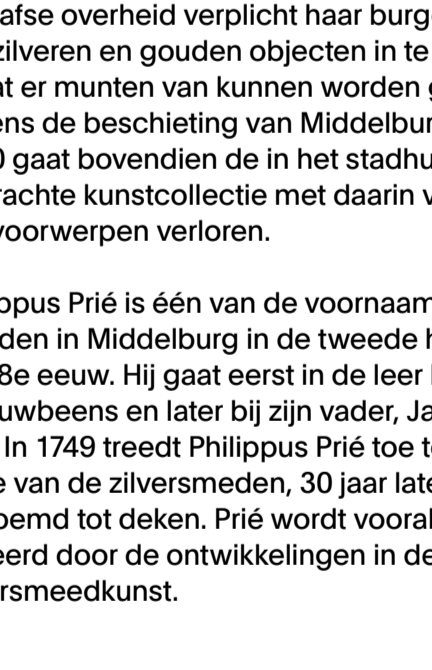 afse overheid verplicht haar burg
zilveren en gouden objecten in te
at er munten van kunnen worden
ens de beschieting van Middelbur
0 gaat bovendien de in het stadhu
rachte kunstcollectie met daarin v
voorwerpen verloren.
ppus Prié is één van de voornaam
den in Middelburg in de tweede h
8e eeuw. Hij gaat eerst in de leer
uwbeens en later bij zijn vader, Ja
In 1749 treedt Philippus Prié toe t
e van de zilversmeden, 30 jaar late
oemd tot deken. Prié wordt vooral
eerd door de ontwikkelingen in de
rsmeedkunst.